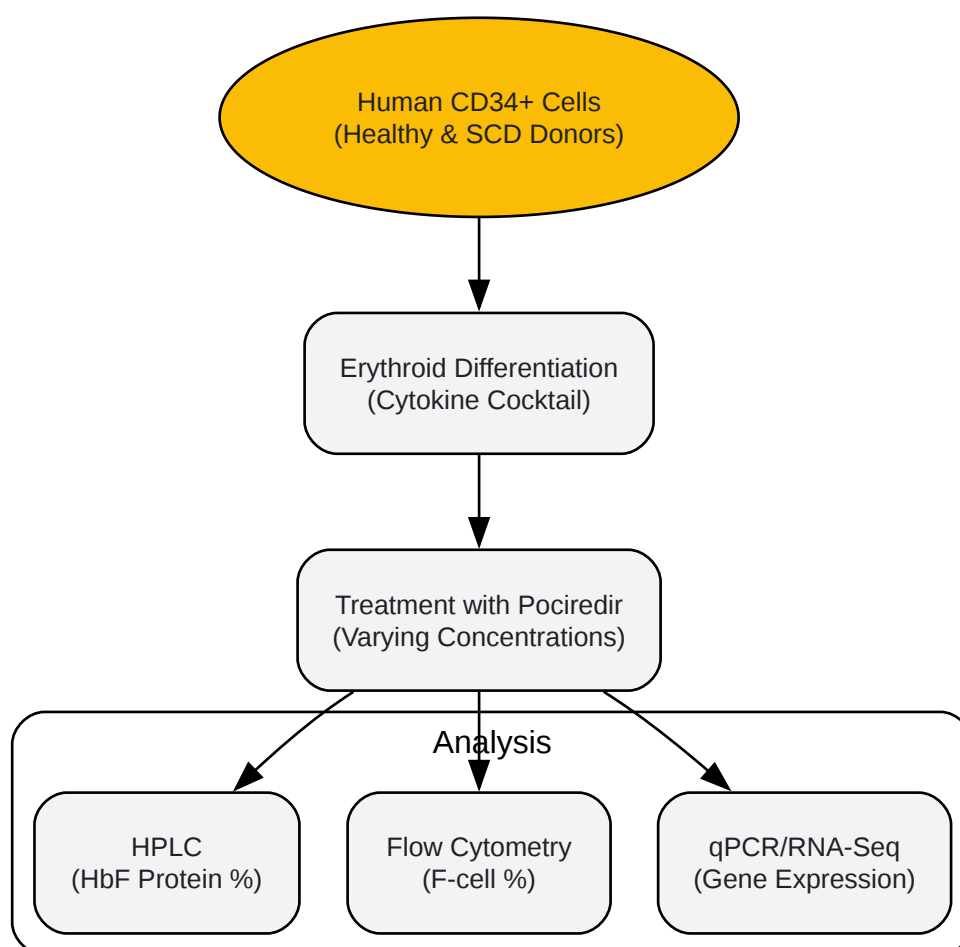 Human CD34+ Cells
(Healthy & SCD Donors)
Erythroid Differentiation
(Cytokine Cocktail)
Treatment with Pociredir
(Varying Concentrations)
Analysis
HPLC
(HbF Protein %)
Flow Cytometry
(F-cell %)
qPCR/RNA-Seq
(Gene Expression)